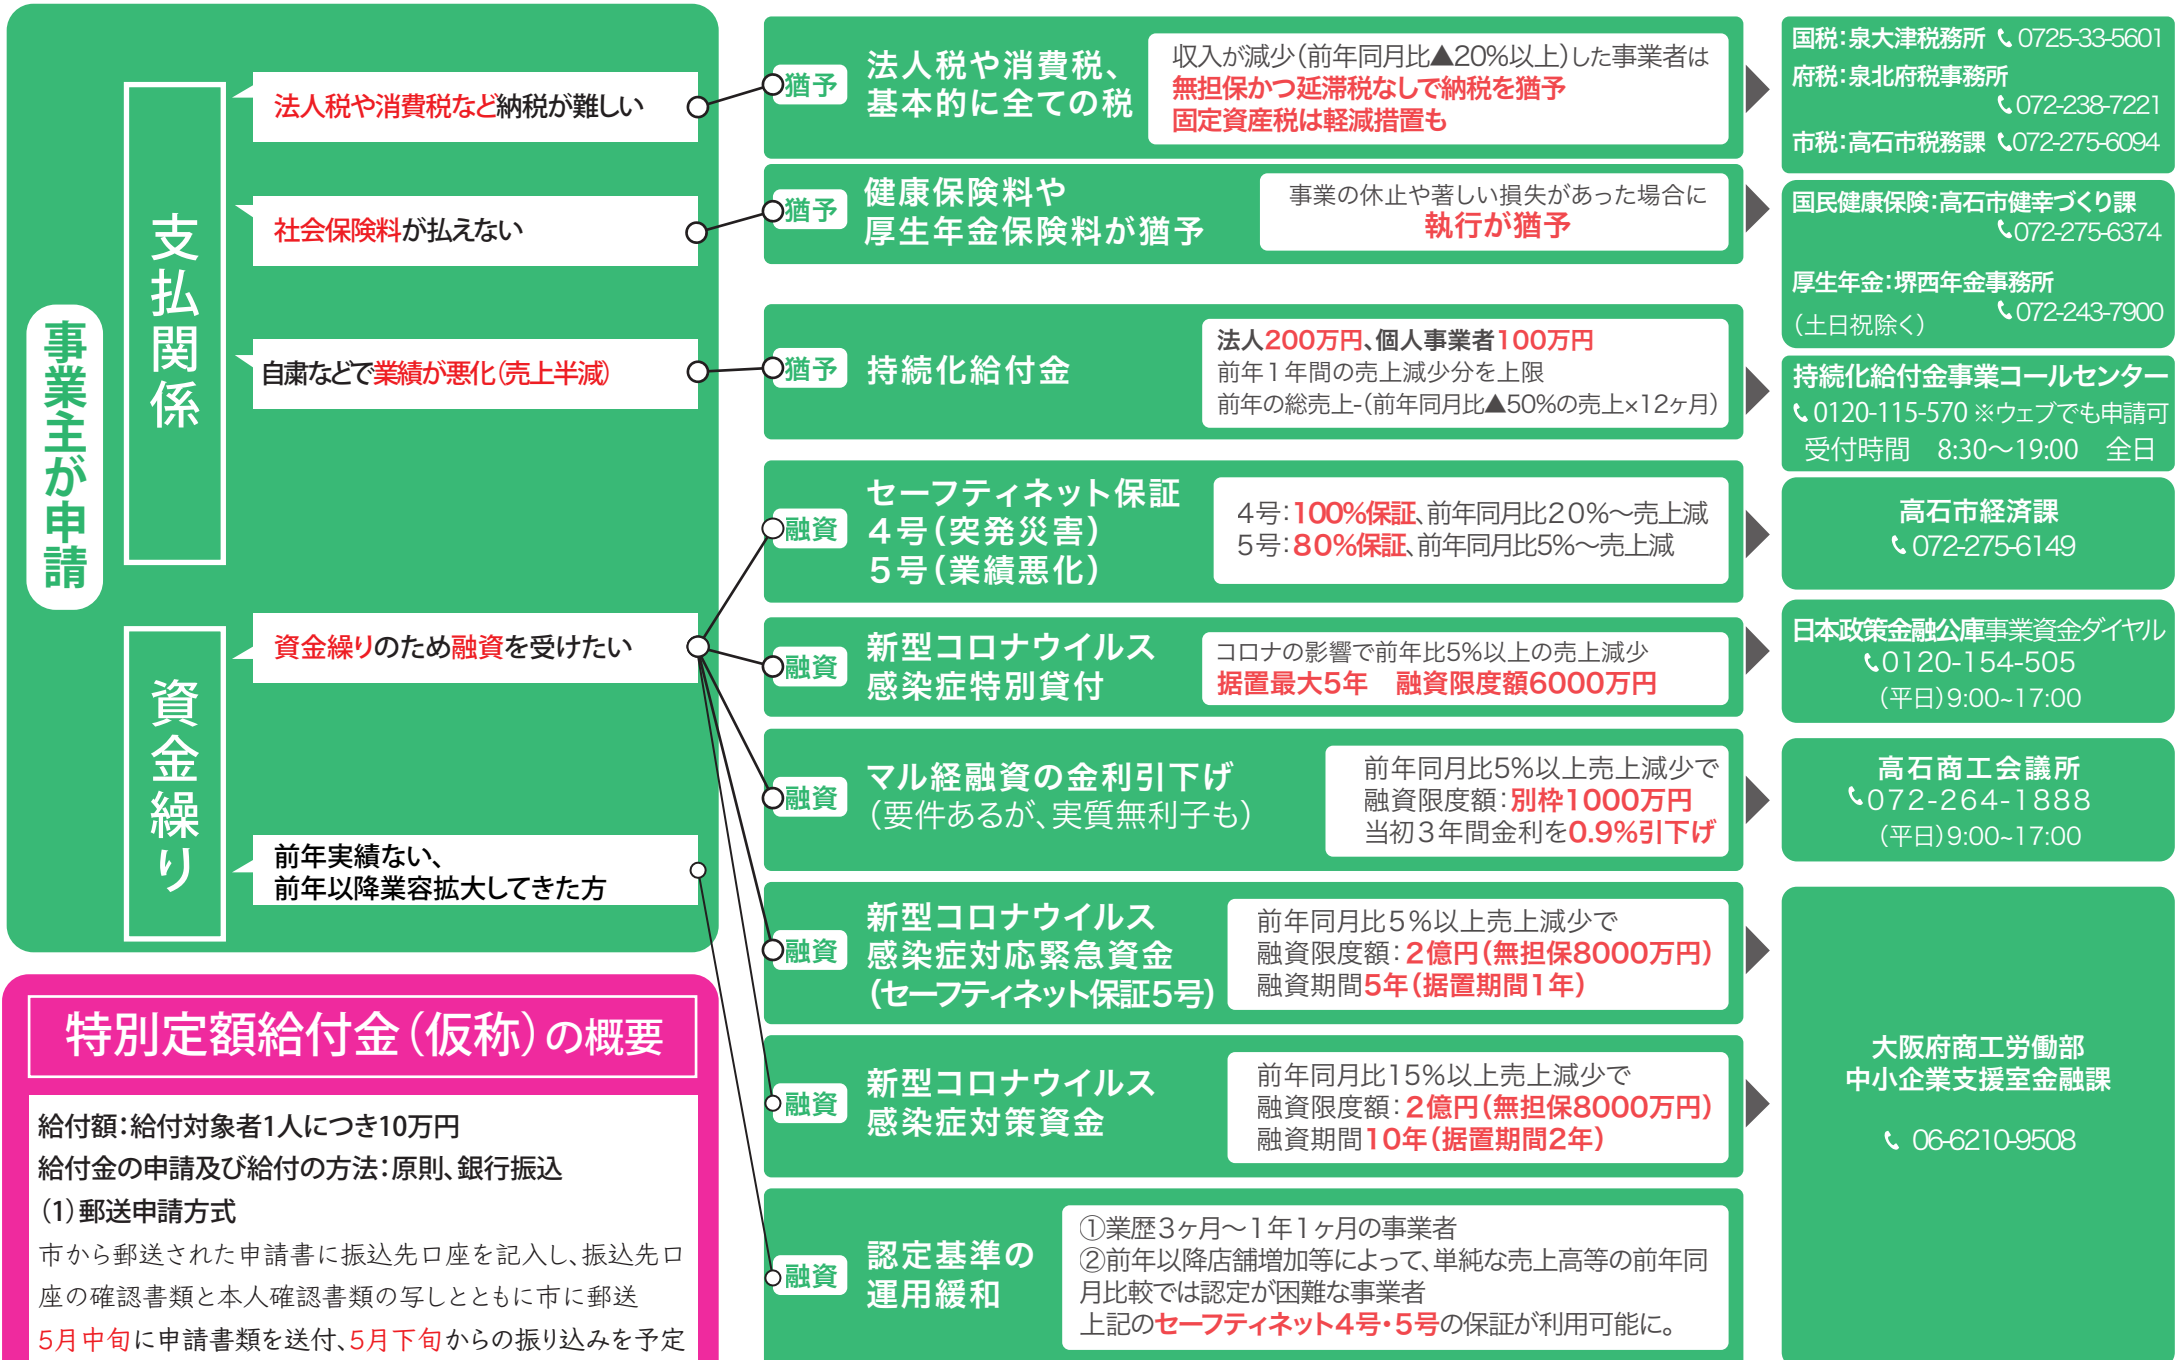 事業主が申請
支払関係
法人税や消費税など納税が難しい
社会保険料が払えない
自粛などで業績が悪化(売上半減)
資金繰り
資金繰りのため融資を受けたい
前年実績ない、
前年以降業容拡大してきた方
猶予
法人税や消費税、
基本的に全ての税
収入が減少(前年同月比▲20%以上)した事業者は
無担保かつ延滞税なしで納税を猶予
固定資産税は軽減措置も
国税:泉大津税務所 0725-33-5601
府税:泉北府税事務所
072-238-7221
市税:高石市税務課 072-275-6094
猶予
健康保険料や
厚生年金保険料が猶予
事業の休止や著しい損失があった場合に
執行が猶予
国民健康保険:高石市健幸づくり課
072-275-6374
厚生年金:堺西年金事務所
072-243-7900
(土日祝除く)
猶予
持続化給付金
法人200万円、個人事業者100万円
前年1年間の売上減少分を上限
前年の総売上-(前年同月比▲50%の売上×12ヶ月)
持続化給付金事業コールセンター
0120-115-570 ※ウェブでも申請可
受付時間 8:30〜19:00 全日
融資
セーフティネット保証
4号(突発災害)
5号(業績悪化)
4号:100%保証、前年同月比20%〜売上減
5号:80%保証、前年同月比5%〜売上減
高石市経済課
072-275-6149
融資
新型コロナウイルス
感染症特別貸付
コロナの影響で前年比5%以上の売上減少
据置最大5年 融資限度額6000万円
日本政策金融公庫事業資金ダイヤル
0120-154-505
(平日)9:00~17:00
融資
マル経融資の金利引下げ
(要件あるが、実質無利子も)
前年同月比5%以上売上減少で
融資限度額:別枠1000万円
当初3年間金利を0.9%引下げ
高石商工会議所
072-264-1888
(平日)9:00~17:00
融資
新型コロナウイルス
感染症対応緊急資金
(セーフティネット保証5号)
前年同月比5%以上売上減少で
融資限度額:2億円(無担保8000万円)
融資期間5年(据置期間1年)
融資
新型コロナウイルス
感染症対策資金
前年同月比15%以上売上減少で
融資限度額:2億円(無担保8000万円)
融資期間10年(据置期間2年)
大阪府商工労働部
中小企業支援室金融課
06-6210-9508
融資
認定基準の
運用緩和
①業歴3ヶ月〜1年1ヶ月の事業者
②前年以降店舗増加等によって、単純な売上高等の前年同
月比較では認定が困難な事業者
上記のセーフティネット4号・5号の保証が利用可能に。
特別定額給付金(仮称)の概要
給付額:給付対象者1人につき10万円
給付金の申請及び給付の方法:原則、銀行振込
(1)郵送申請方式
市から郵送された申請書に振込先口座を記入し、振込先口
座の確認書類と本人確認書類の写しとともに市に郵送
5月中旬に申請書類を送付、5月下旬からの振り込みを予定